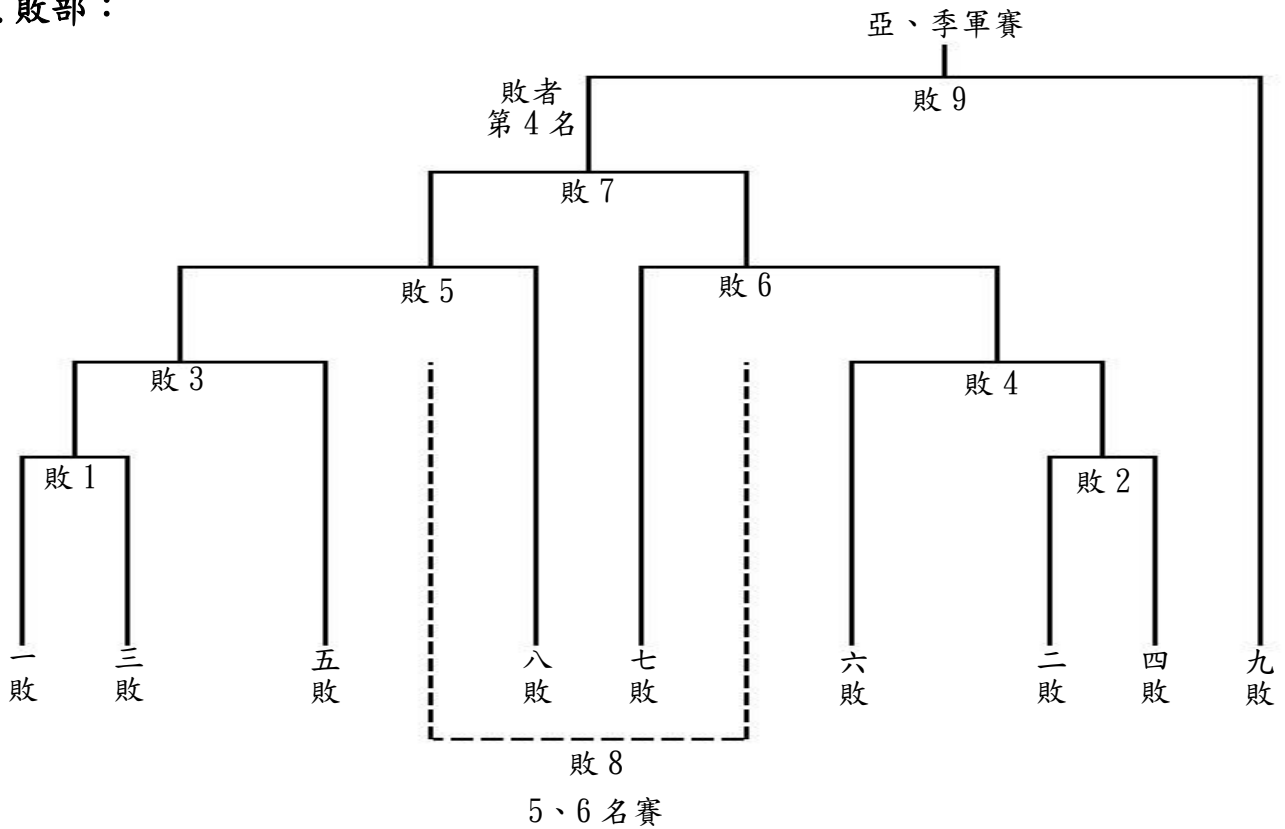 敗部：
亞、季軍賽
敗者
第 4 名
敗 9
敗 7
敗 5
敗 6
敗 3
敗 4
敗 1
敗 2
一敗
三敗
五敗
八敗
七敗
六敗
二敗
四敗
九敗
敗 8
5、6 名賽